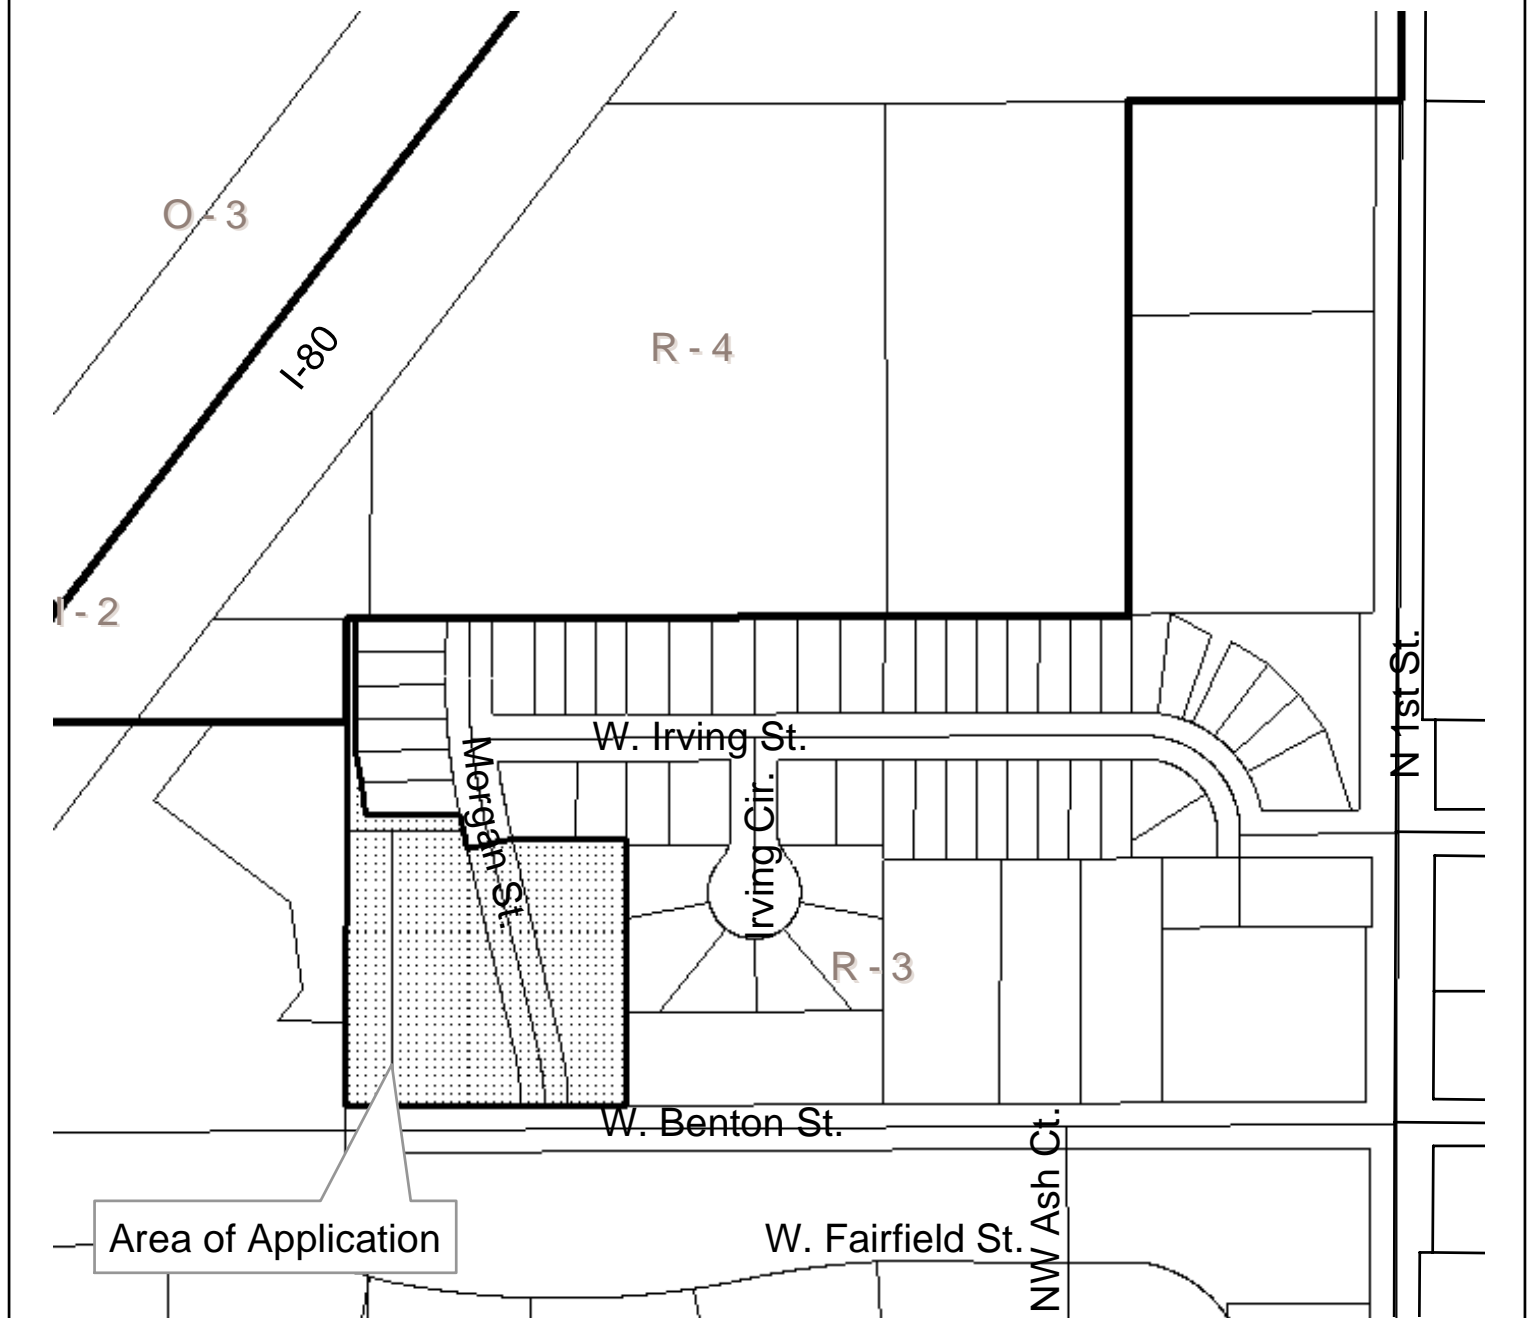 O - 3
I-80
R - 4
I - 2
N 1st St.
W. Irving St.
Morgan St.
Irving Cir.
R - 3
W. Benton St.
NW Ash Ct.
Area of Application
W. Fairfield St.